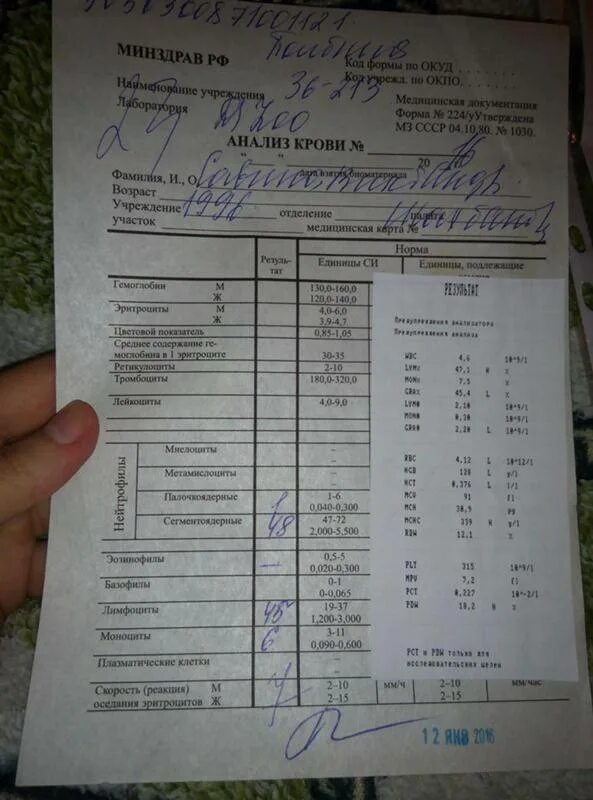 МИНЗДРАВ РФ
Код формы по ОКУД
Код учрежд. по ОКПО
Наименование учреждения 36-213
Лаборатория
Медицинская документация
Форма № 224/у Утверждена
МЗ СССР 04.10.80. № 1030.
АНАЛИЗ КРОВИ №
20 16
дата взятия биоматериала
Фамилия, И., О.
Возраст 1996
Учреждение отделение палата
участок медицинская карта №
Резуль-тат Норма
Единицы СИ Единицы, подлежащие
Гемоглобин М 130,0-160,0
Ж 120,0-140,0
Эритроциты М 4,0-6,0
Ж 3,9-4,7
Цветовой показатель 0,85-1,05
Среднее содержание ге-
моглобина в 1 эритроците 30-35
Ретикулоциты 2-10
Тромбоциты 180,0-320,0
Лейкоциты 4,0-9,0
Нейтрофилы
Миелоциты –
–
Метамислоциты –
–
Палочкоядерные 1 1-6
0,040-0,300
Сегментоядерные 48 47-72
2,000-5,500
Эозинофилы – 0,5-5
0,020-0,300
Базофилы 0-1
0-0,065
Лимфоциты 45 19-37
1,200-3,000
Моноциты 6 3-11
0,090-0,600
Плазматические клетки –
–
Скорость (реакция) М 7 2–10 мм/ч 2–10 мм/час
оседания эритроцитов Ж 2–15 2–15
РЕЗУЛЬТАТ
Предупреждения анализатора
Предупреждения анализа
WBC 4,6 10^9/l
LYM% 47,1 H %
MON% 7,5 %
GRA% 45,4 L %
LYM# 2,10 10^9/l
MON# 0,30 10^9/l
GRA# 2,20 L 10^9/l
RBC 4,12 L 10^12/l
HGB 128 L g/l
HCT 0,376 L l/l
MCV 91 fl
MCH 30,9 pg
MCHC 339 H g/l
RDW 12,1 %
PLT 315 10^9/l
MPV 7,2 fl
PCT 0,227 10^-2/l
PDW 18,2 H %
PCT и PDW только для
исследовательских целей
12 ЯНВ 2016